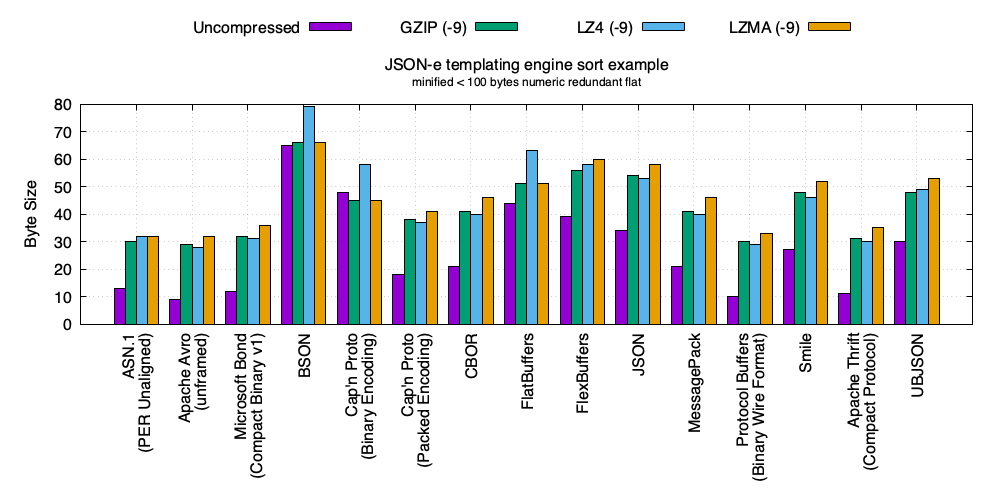 Uncompressed GZIP (-9) LZ4 (-9) LZMA (-9)
JSON-e templating engine sort example
minified < 100 bytes numeric redundant flat
Byte Size
80
70
60
50
40
30
20
10
0
ASN.1
(PER Unaligned)
Apache Avro
(unframed)
Microsoft Bond
(Compact Binary v1)
BSON
Cap'n Proto
(Binary Encoding)
Cap'n Proto
(Packed Encoding)
CBOR
FlatBuffers
FlexBuffers
JSON
MessagePack
Protocol Buffers
(Binary Wire Format)
Smile
Apache Thrift
(Compact Protocol)
UBJSON